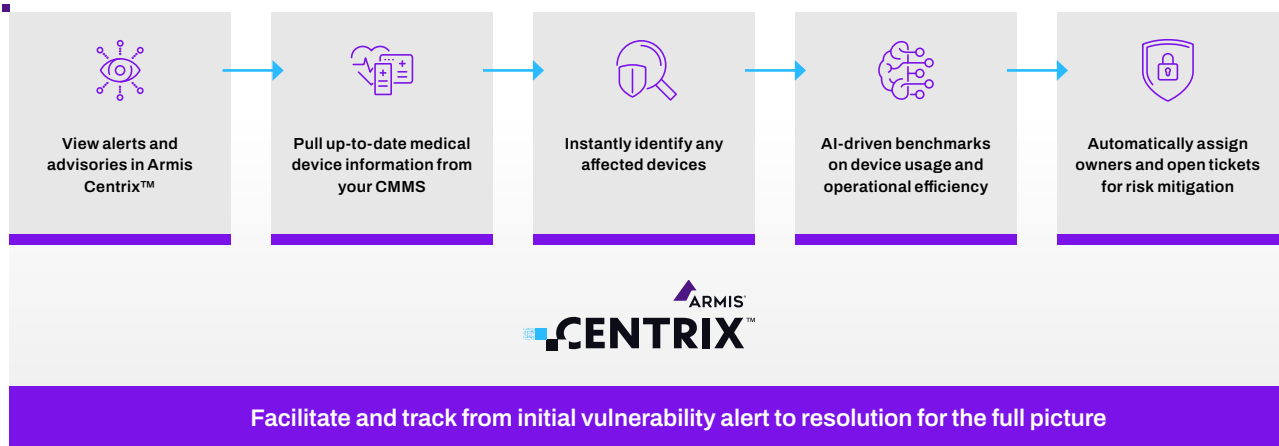 View alerts and
advisories in Armis
Centrix™
Pull up-to-date medical
device information from
your CMMS
Instantly identify any
affected devices
AI-driven benchmarks
on device usage and
operational efficiency
Automatically assign
owners and open tickets
for risk mitigation
ARMIS
CENTRIX™
Facilitate and track from initial vulnerability alert to resolution for the full picture